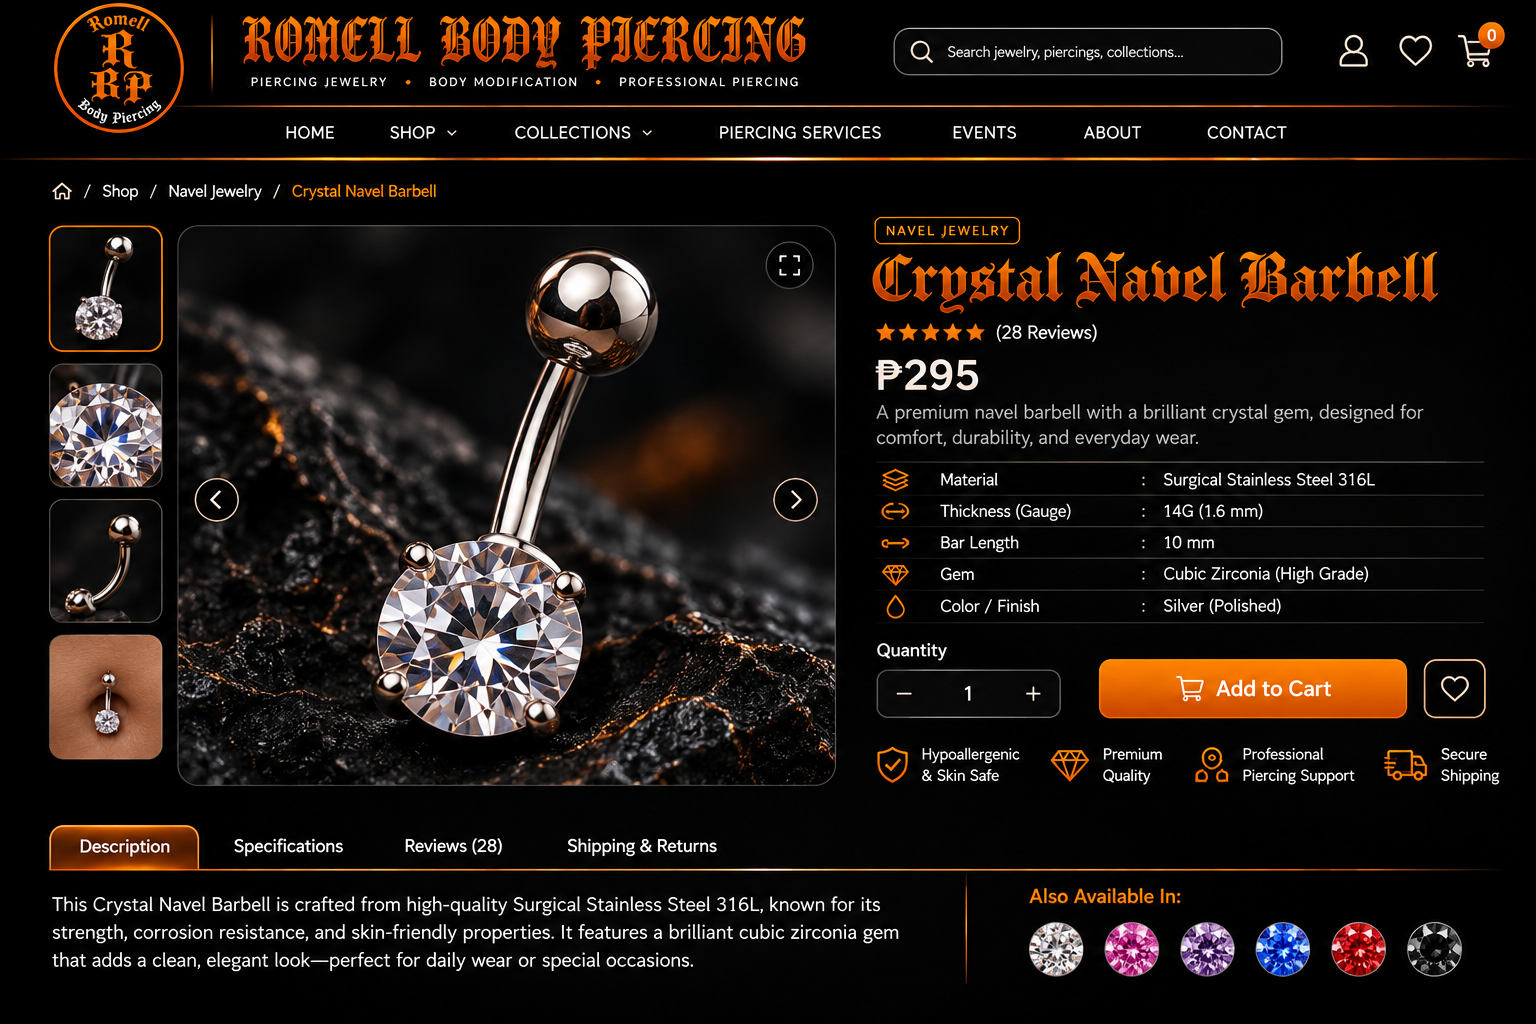 Romell
R
RBP
Body Piercing
ROMELL BODY PIERCING
PIERCING JEWELRY • BODY MODIFICATION • PROFESSIONAL PIERCING
Search jewelry, piercings, collections...
0
HOME
SHOP
COLLECTIONS
PIERCING SERVICES
EVENTS
ABOUT
CONTACT
/ Shop / Navel Jewelry / Crystal Navel Barbell
NAVEL JEWELRY
Crystal Navel Barbell
(28 Reviews)
₱295
A premium navel barbell with a brilliant crystal gem, designed for
comfort, durability, and everyday wear.
Material : Surgical Stainless Steel 316L
Thickness (Gauge) : 14G (1.6 mm)
Bar Length : 10 mm
Gem : Cubic Zirconia (High Grade)
Color / Finish : Silver (Polished)
Quantity
− 1 +
Add to Cart
Hypoallergenic
& Skin Safe
Premium
Quality
Professional
Piercing Support
Secure
Shipping
Description
Specifications
Reviews (28)
Shipping & Returns
This Crystal Navel Barbell is crafted from high-quality Surgical Stainless Steel 316L, known for its
strength, corrosion resistance, and skin-friendly properties. It features a brilliant cubic zirconia gem
that adds a clean, elegant look—perfect for daily wear or special occasions.
Also Available In: